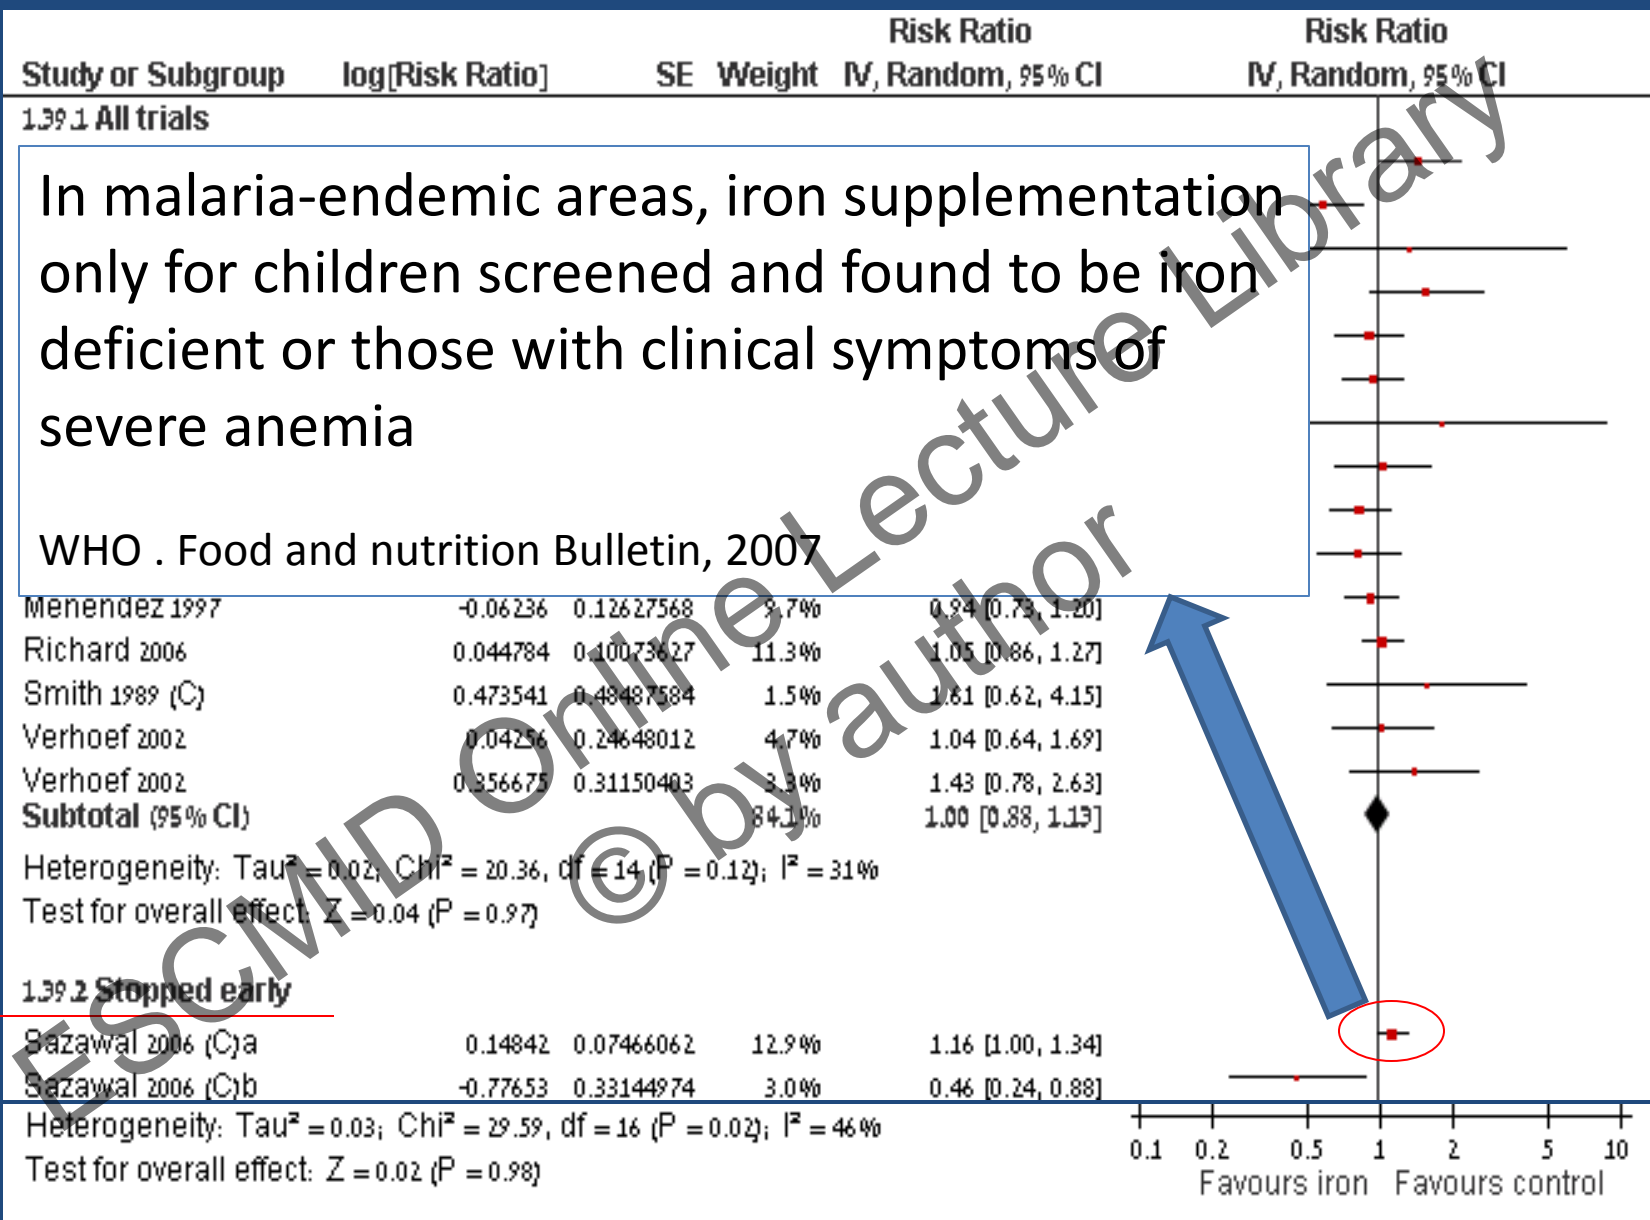 Risk Ratio Risk Ratio
Study or Subgroup log[Risk Ratio] SE Weight IV, Random, 95% CI IV, Random, 95% CI
1.39.1 All trials
In malaria-endemic areas, iron supplementation
only for children screened and found to be iron
deficient or those with clinical symptoms of
severe anemia
WHO . Food and nutrition Bulletin, 2007
Menendez 1997 -0.06236 0.12627568 9.7% 0.94 [0.73, 1.20]
Richard 2006 0.044784 0.10073627 11.3% 1.05 [0.86, 1.27]
Smith 1989 (C) 0.473541 0.48487584 1.5% 1.61 [0.62, 4.15]
Verhoef 2002 0.04256 0.24648012 4.7% 1.04 [0.64, 1.69]
Verhoef 2002 0.356675 0.31150403 3.3% 1.43 [0.78, 2.63]
Subtotal (95% CI) 84.1% 1.00 [0.88, 1.13]
Heterogeneity: Tau² = 0.02; Chi² = 20.36, df = 14 (P = 0.12); I² = 31%
Test for overall effect: Z = 0.04 (P = 0.97)
1.39.2 Stopped early
Sazawal 2006 (C)a 0.14842 0.07466062 12.9% 1.16 [1.00, 1.34]
Sazawal 2006 (C)b -0.77653 0.33144974 3.0% 0.46 [0.24, 0.88]
Heterogeneity: Tau² = 0.03; Chi² = 29.59, df = 16 (P = 0.02); I² = 46%
Test for overall effect: Z = 0.02 (P = 0.98)
0.1 0.2 0.5 1 2 5 10
Favours iron Favours control
ESCMID Online Lecture Library
© by author